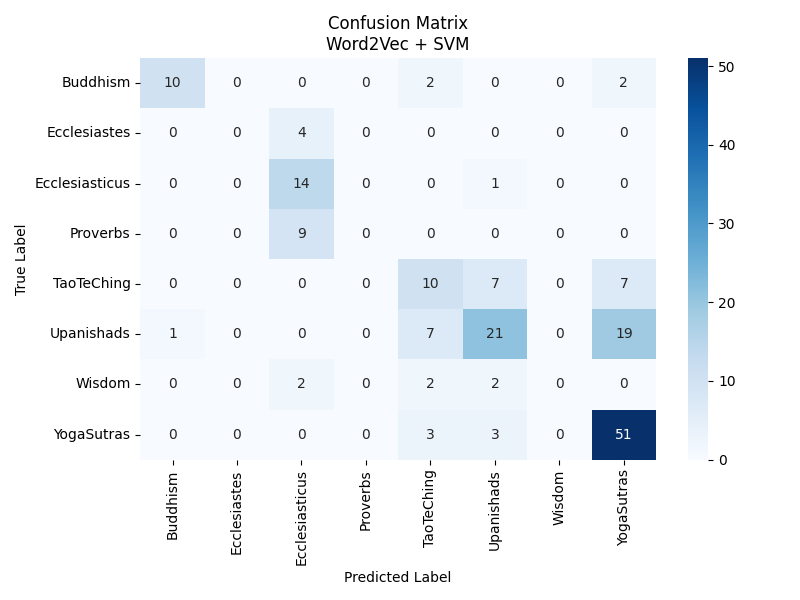 Confusion Matrix
Word2Vec + SVM
True Label
Buddhism 10 0 0 0 2 0 0 2
Ecclesiastes 0 0 4 0 0 0 0 0
Ecclesiasticus 0 0 14 0 0 1 0 0
Proverbs 0 0 9 0 0 0 0 0
TaoTeChing 0 0 0 0 10 7 0 7
Upanishads 1 0 0 0 7 21 0 19
Wisdom 0 0 2 0 2 2 0 0
YogaSutras 0 0 0 0 3 3 0 51
Buddhism
Ecclesiastes
Ecclesiasticus
Proverbs
TaoTeChing
Upanishads
Wisdom
YogaSutras
Predicted Label
50
40
30
20
10
0